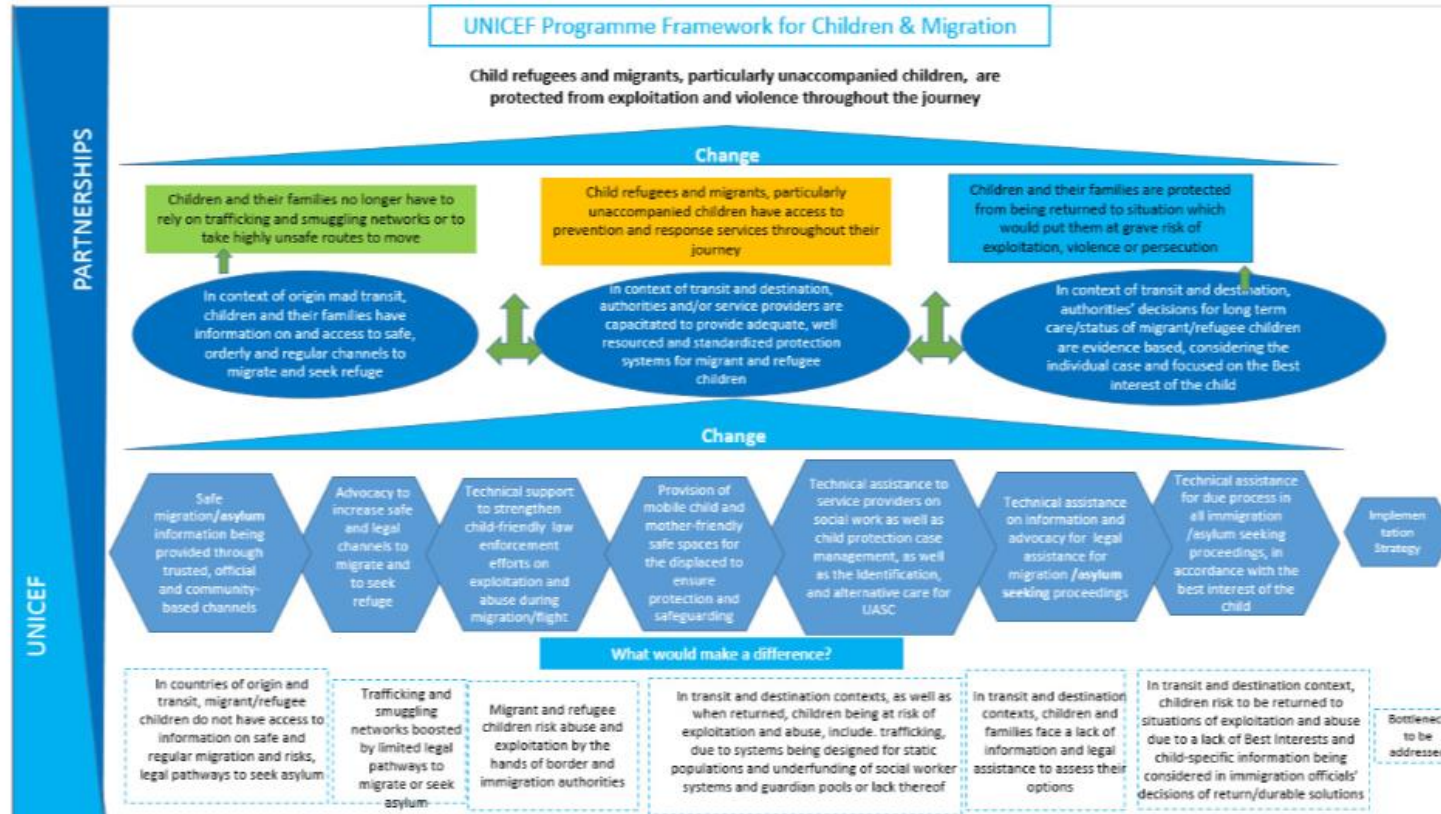 UNICEF Programme Framework for Children & Migration
Child refugees and migrants, particularly unaccompanied children, are
protected from exploitation and violence throughout the journey
PARTNERSHIPS
UNICEF
Change
Children and their families no longer have to
rely on trafficking and smuggling networks or to
take highly unsafe routes to move
Child refugees and migrants, particularly
unaccompanied children have access to
prevention and response services throughout their
journey
Children and their families are protected
from being returned to situation which
would put them at grave risk of
exploitation, violence or persecution
In context of origin mad transit,
children and their families have
information on and access to safe,
orderly and regular channels to
migrate and seek refuge
In context of transit and destination,
authorities and/or service providers are
capacitated to provide adequate, well
resourced and standardized protection
systems for migrant and refugee
children
In context of transit and destination,
authorities' decisions for long term
care/status of migrant/refugee children
are evidence based, considering the
individual case and focused on the Best
interest of the child
Change
Safe
migration/asylum
information being
provided through
trusted, official
and community-
based channels
Advocacy to
increase safe
and legal
channels to
migrate and
to seek
refuge
Technical support
to strengthen
child-friendly law
enforcement
efforts on
exploitation and
abuse during
migration/flight
Provision of
mobile child and
mother-friendly
safe spaces for
the displaced to
ensure
protection and
safeguarding
Technical assistance to
service providers on
social work as well as
child protection case
management, as well
as the Identification,
and alternative care for
UASC
Technical assistance
on information and
advocacy for legal
assistance for
migration /asylum
seeking proceedings
Technical assistance
for due process in
all immigration
/asylum seeking
proceedings, in
accordance with the
best interest of the
child
Implemen
tation
Strategy
What would make a difference?
In countries of origin and
transit, migrant/refugee
children do not have access to
information on safe and
regular migration and risks,
legal pathways to seek asylum
Trafficking and
smuggling
networks boosted
by limited legal
pathways to
migrate or seek
asylum
Migrant and refugee
children risk abuse and
exploitation by the
hands of border and
immigration authorities
In transit and destination contexts, as well as
when returned, children being at risk of
exploitation and abuse, include. trafficking,
due to systems being designed for static
populations and underfunding of social worker
systems and guardian pools or lack thereof
In transit and destination
contexts, children and
families face a lack of
information and legal
assistance to assess their
options
In transit and destination context,
children risk to be returned to
situations of exploitation and abuse
due to a lack of Best Interests and
child-specific information being
considered in immigration officials'
decisions of return/durable solutions
Bottlenec
to be
addresse